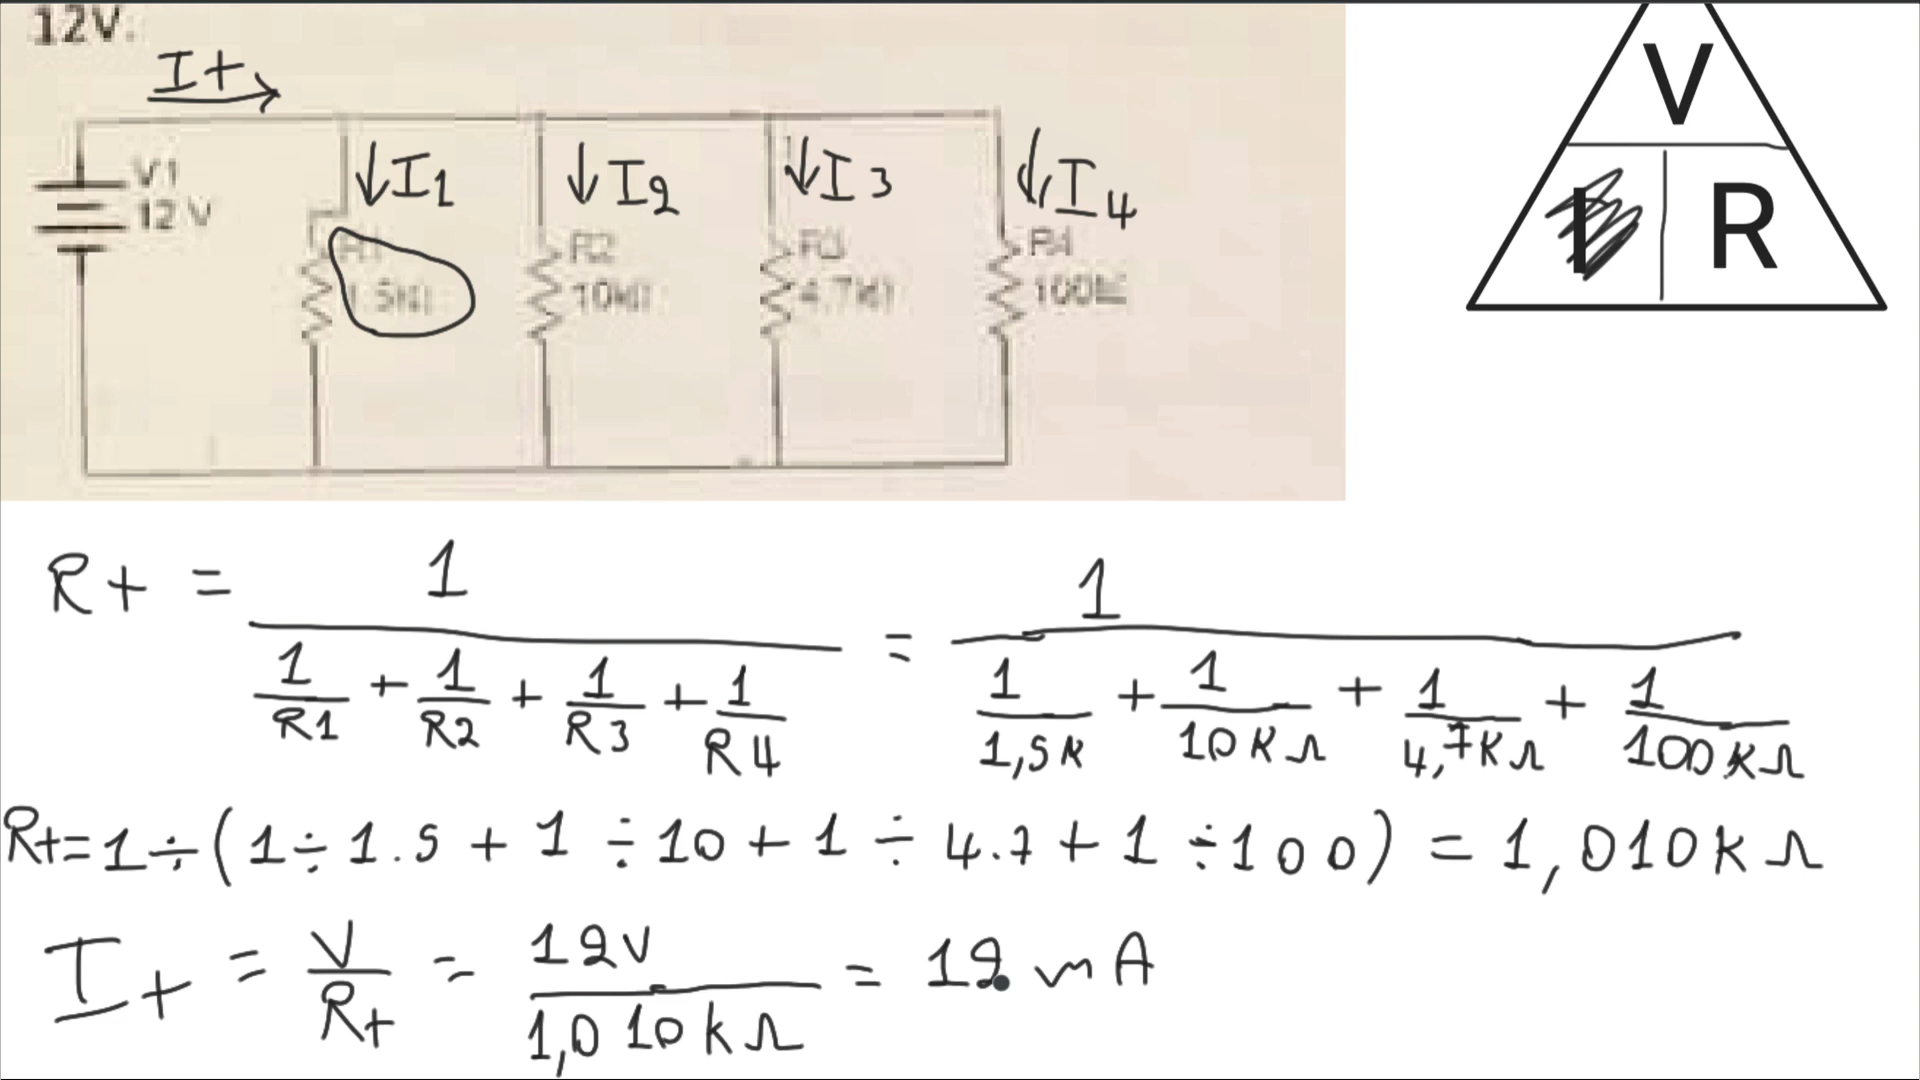 12V.
I t
V1
12 V
I1
I2
I3
I4
R1
1.5kΩ
R2
10kΩ
R3
4.7kΩ
R4
V
I R
Rt = 1 / (1/R1 + 1/R2 + 1/R3 + 1/R4) = 1 / (1/1,5K + 1/10KΩ + 1/4,7KΩ + 1/100KΩ)
Rt=1÷(1÷1.5+1÷10+1÷4.7+1÷100)=1,010KΩ
It = V/Rt = 12V/1,010kΩ = 12 mA